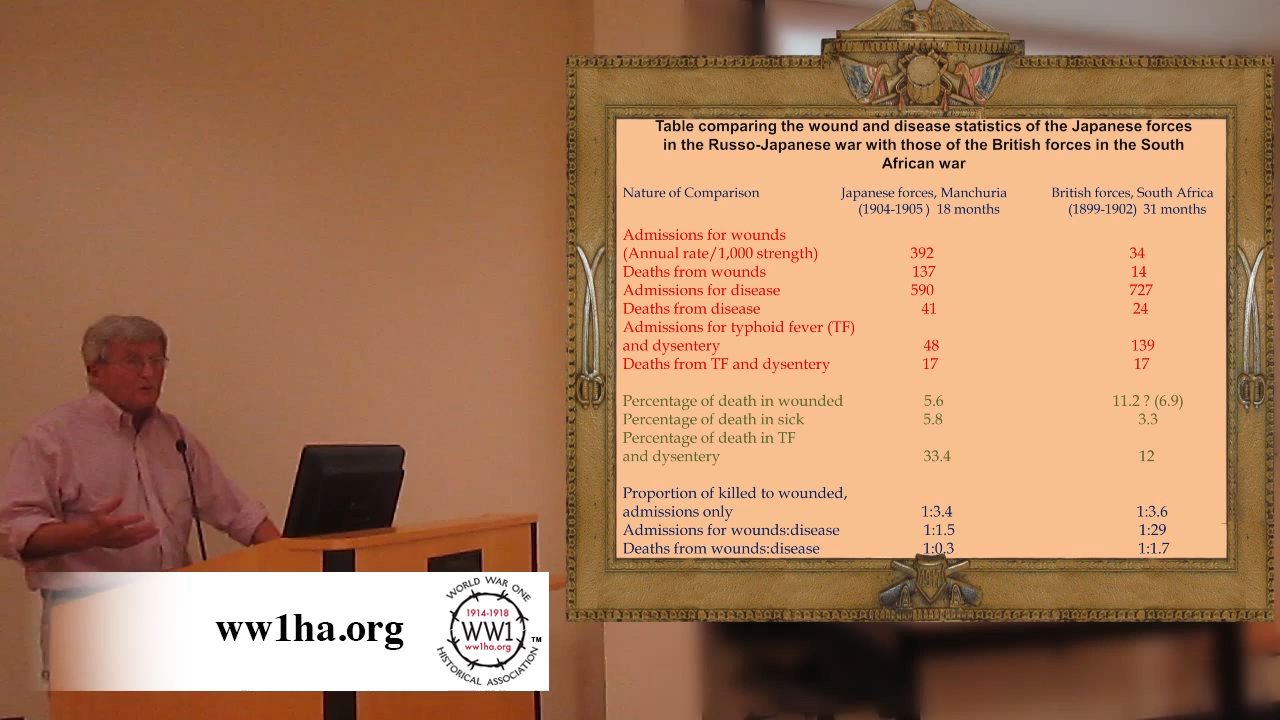 Table comparing the wound and disease statistics of the Japanese forces
in the Russo-Japanese war with those of the British forces in the South
African war
Nature of Comparison Japanese forces, Manchuria British forces, South Africa
(1904-1905 ) 18 months (1899-1902) 31 months
Admissions for wounds
(Annual rate/1,000 strength) 392 34
Deaths from wounds 137 14
Admissions for disease 590 727
Deaths from disease 41 24
Admissions for typhoid fever (TF)
and dysentery 48 139
Deaths from TF and dysentery 17 17
Percentage of death in wounded 5.6 11.2 ? (6.9)
Percentage of death in sick 5.8 3.3
Percentage of death in TF
and dysentery 33.4 12
Proportion of killed to wounded,
admissions only 1:3.4 1:3.6
Admissions for wounds:disease 1:1.5 1:29
Deaths from wounds:disease 1:0.3 1:1.7
ww1ha.org
WORLD WAR ONE
1914-1918
WW1
ww1ha.org
HISTORICAL ASSOCIATION
TM